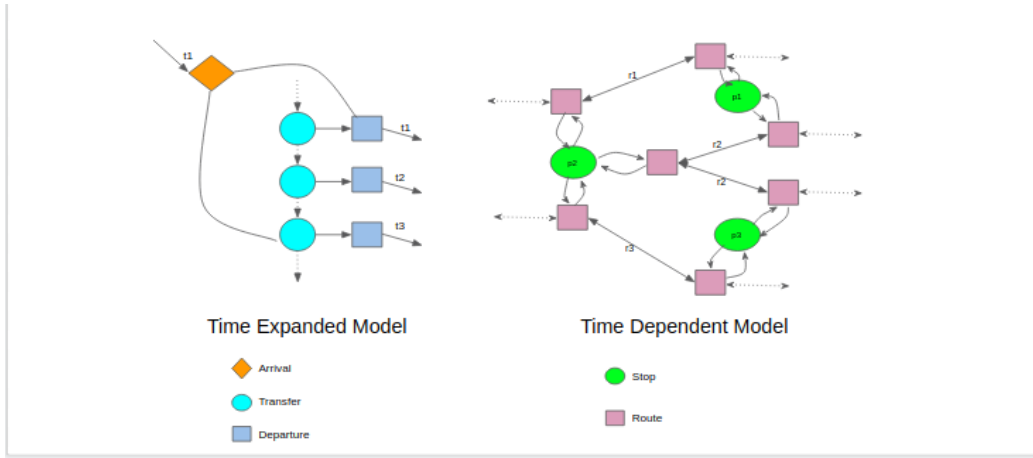 t1
t1
t2
t3
Time Expanded Model
Arrival
Transfer
Departure
r1
p1
r2
p2
r2
p3
r3
Time Dependent Model
Stop
Route